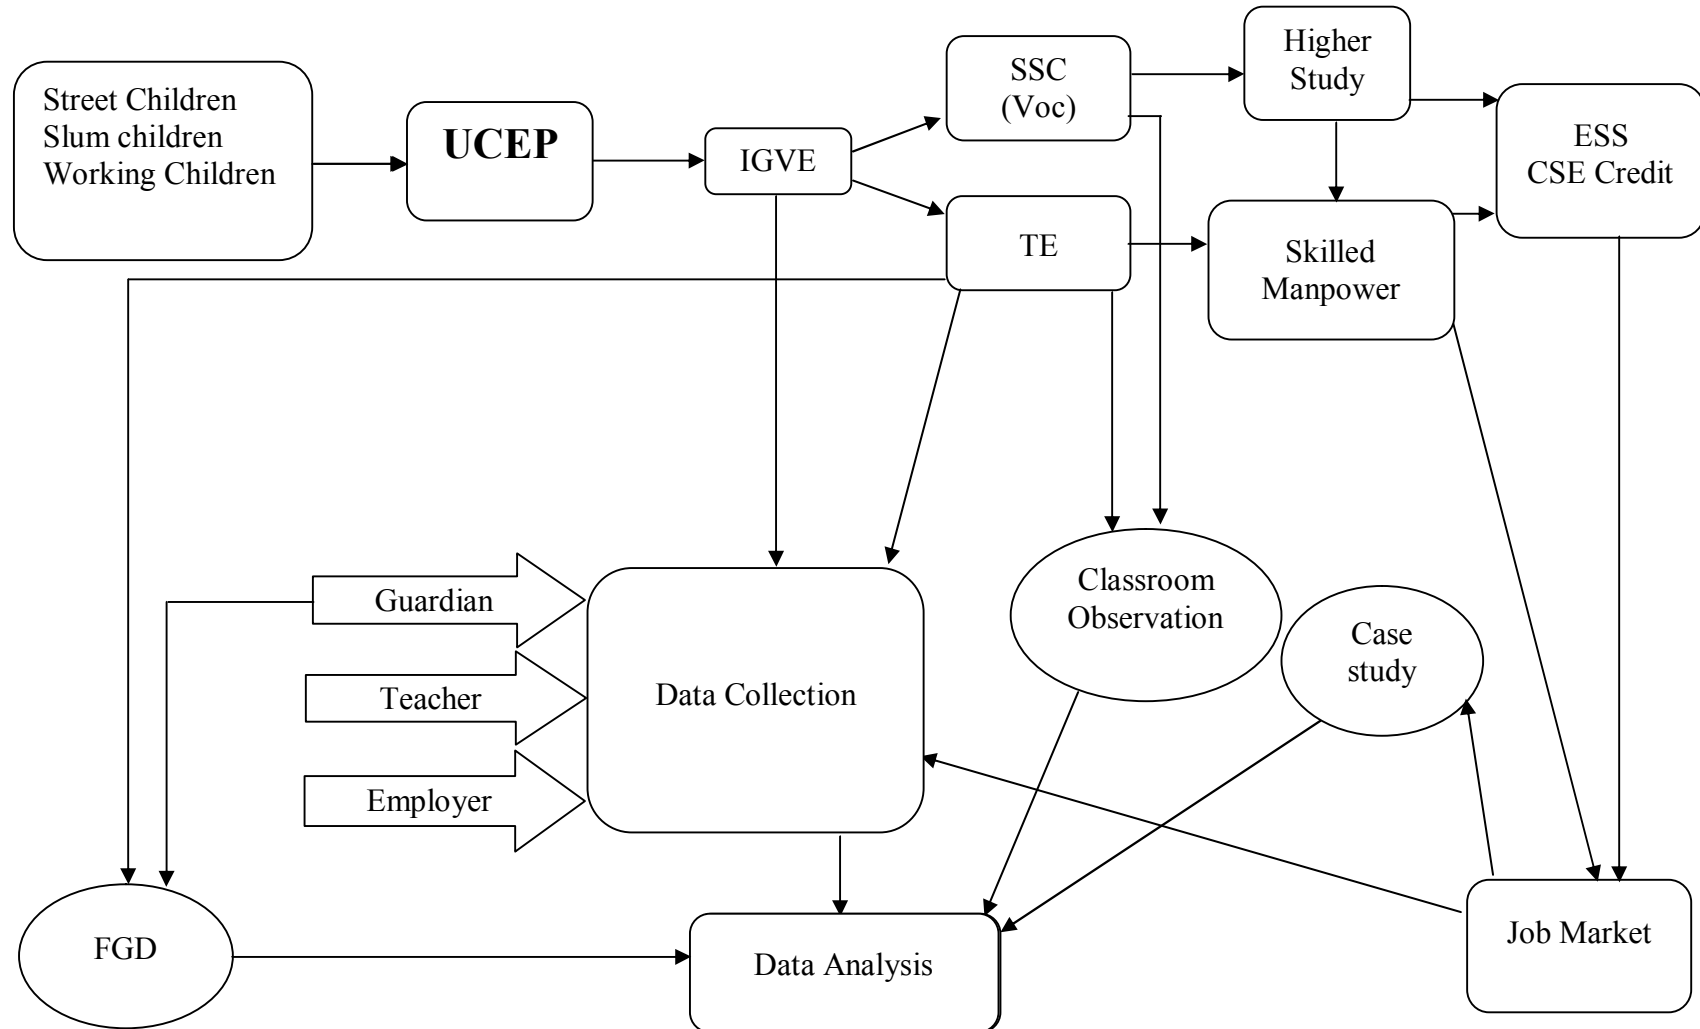 Street Children
Slum children
Working Children
UCEP
IGVE
SSC
(Voc)
Higher
Study
ESS
CSE Credit
TE
Skilled
Manpower
Guardian
Teacher
Employer
Data Collection
Classroom
Observation
Case
study
FGD
Data Analysis
Job Market